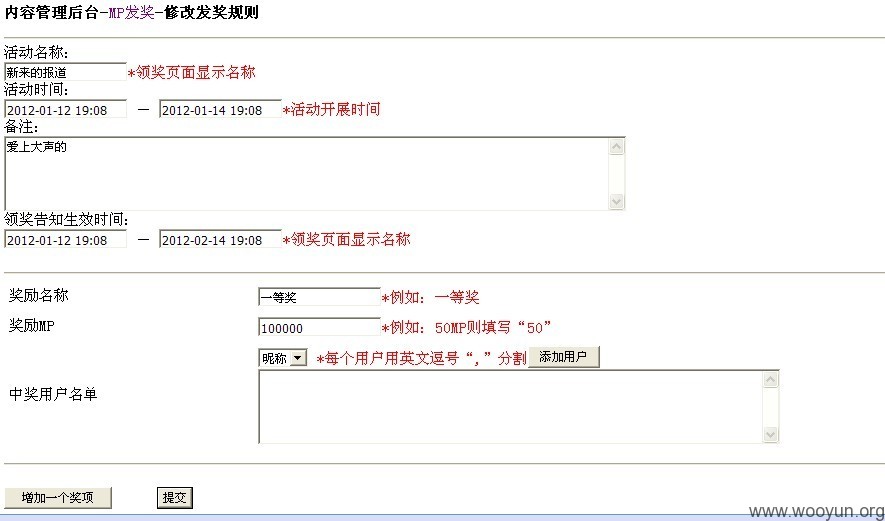 内容管理后台-MP发奖-修改发奖规则
活动名称:
新来的报道 *领奖页面显示名称
活动时间:
2012-01-12 19:08 — 2012-01-14 19:08 *活动开展时间
备注:
爱上大声的
领奖告知生效时间:
2012-01-12 19:08 — 2012-02-14 19:08 *领奖页面显示名称
奖励名称 一等奖 *例如: 一等奖
奖励MP 100000 *例如: 50MP则填写“50”
昵称 *每个用户用英文逗号“,”分割 添加用户
中奖用户名单
增加一个奖项 提交
www.wooyun.org